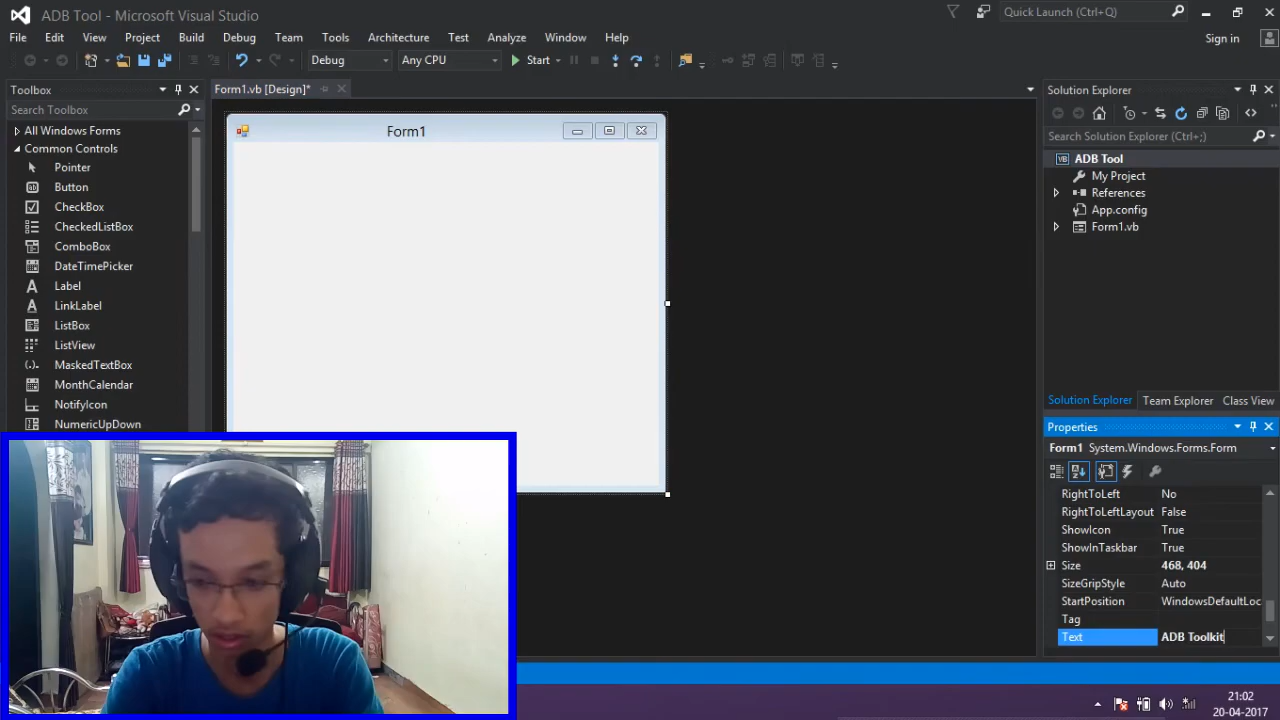 ADB Tool - Microsoft Visual Studio
Quick Launch (Ctrl+Q)
File Edit View Project Build Debug Team Tools Architecture Test Analyze Window Help
Sign in
Debug Any CPU Start
Toolbox
Form1.vb [Design]*
Solution Explorer
Search Toolbox
All Windows Forms
Common Controls
Pointer
Button
CheckBox
CheckedListBox
ComboBox
DateTimePicker
Label
LinkLabel
ListBox
ListView
MaskedTextBox
MonthCalendar
NotifyIcon
NumericUpDown
Form1
Search Solution Explorer (Ctrl+;)
ADB Tool
My Project
References
App.config
Form1.vb
Solution Explorer Team Explorer Class View
Properties
Form1 System.Windows.Forms.Form
RightToLeft No
RightToLeftLayout False
ShowIcon True
ShowInTaskbar True
Size 468, 404
SizeGripStyle Auto
StartPosition WindowsDefaultLoc
Tag
Text ADB Toolkit
21:02
20-04-2017